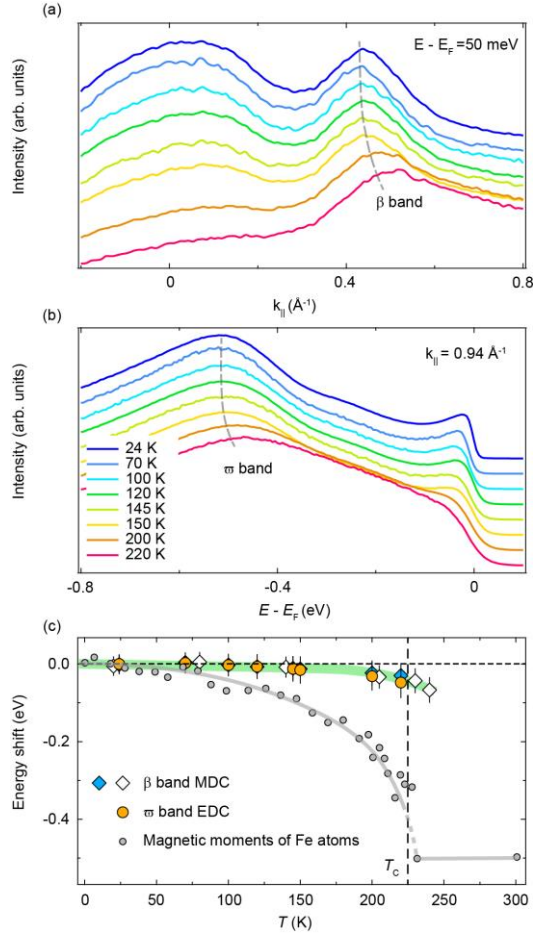 (a)
E - E_F =50 meV
Intensity (arb. units)
β band
0
0.4
0.8
k_|| (Å⁻¹)
(b)
k_|| = 0.94 Å⁻¹
Intensity (arb. units)
24 K
70 K
100 K
120 K
145 K
150 K
200 K
220 K
ϖ band
-0.8
-0.4
0
E - E_F (eV)
(c)
0.0
-0.2
-0.4
Energy shift (eV)
β band MDC
ϖ band EDC
Magnetic moments of Fe atoms
T_C
0
50
100
150
200
250
300
T (K)